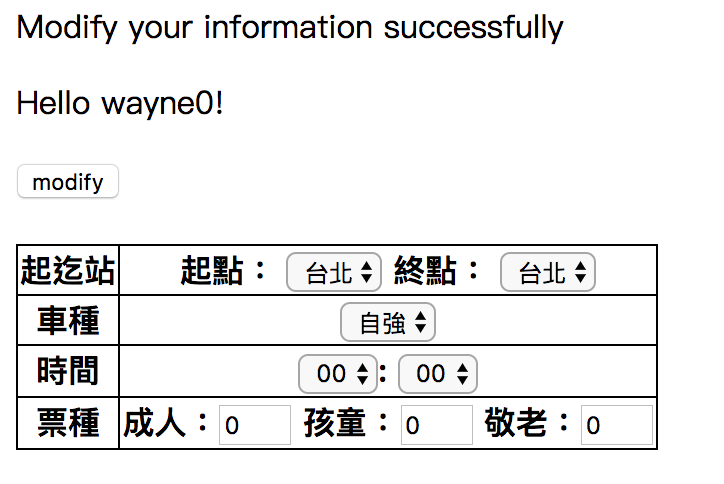 Modify your information successfully
Hello wayne0!
modify
起迄站 起點： 台北 終點： 台北
車種 自強
時間 00 : 00
票種 成人： 0 孩童： 0 敬老： 0